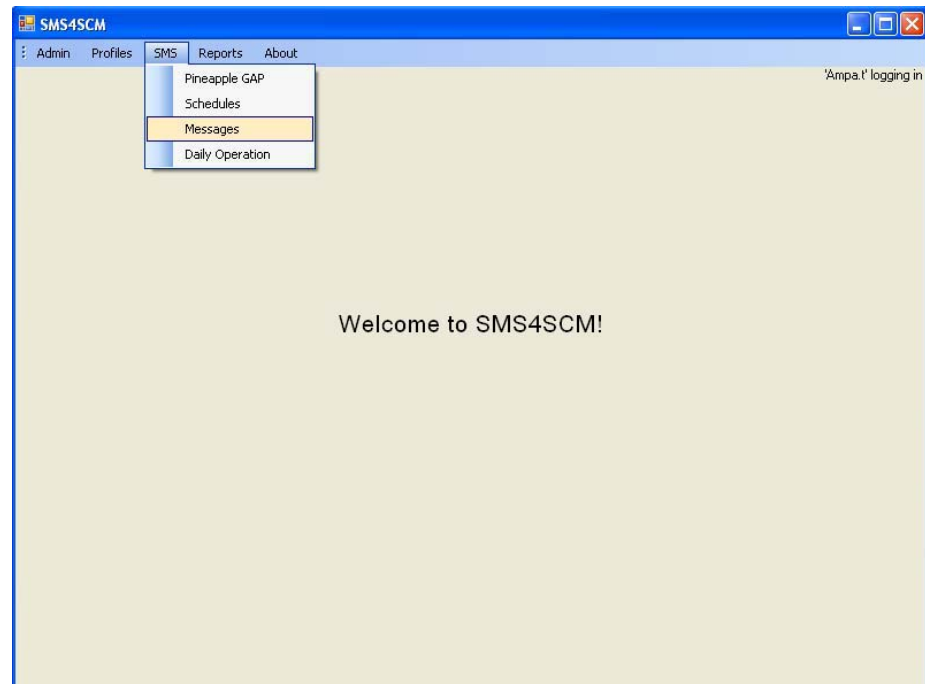 SMS4SCM
Admin Profiles SMS Reports About
'Ampa.t' logging in
Pineapple GAP
Schedules
Messages
Daily Operation
Welcome to SMS4SCM!